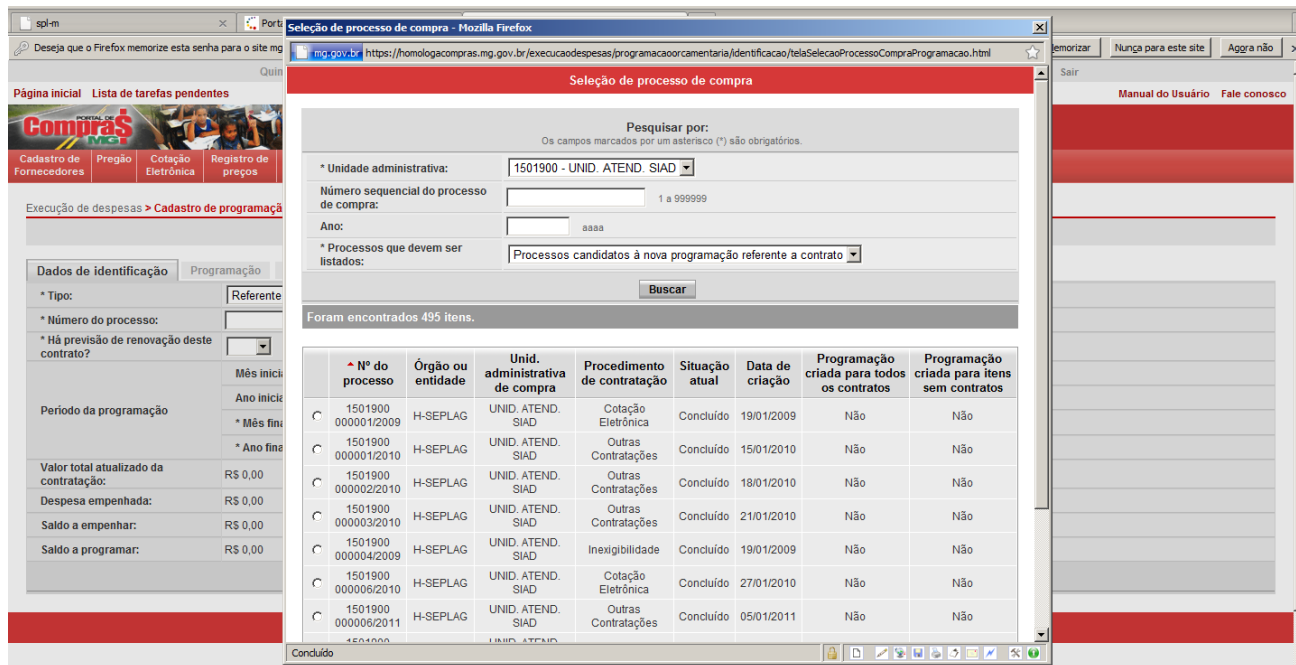 spl-m
Porta
Seleção de processo de compra - Mozilla Firefox
Deseja que o Firefox memorize esta senha para o site mg
mg.gov.br https://homologacompras.mg.gov.br/execucaodespesas/programacaoorcamentaria/identificacao/telaSelecaoProcessoCompraProgramacao.html
emorizar
Nunca para este site
Agora não
Quin
Sair
Página inicial Lista de tarefas pendentes
Manual do Usuário Fale conosco
PORTAL DE
Compras
MG
Cadastro de Fornecedores
Pregão
Cotação Eletrônica
Registro de preços
Execução de despesas > Cadastro de programaçã
Dados de identificação
Programação
* Tipo:
Referente
* Número do processo:
* Há previsão de renovação deste
contrato?
Período da programação
Mês inicia
Ano inicia
* Mês fina
* Ano fina
Valor total atualizado da
contratação:
R$ 0,00
Despesa empenhada: R$ 0,00
Saldo a empenhar: R$ 0,00
Saldo a programar: R$ 0,00
Seleção de processo de compra
Pesquisar por:
Os campos marcados por um asterisco (*) são obrigatórios.
* Unidade administrativa: 1501900 - UNID. ATEND. SIAD
Número sequencial do processo
de compra:
1 a 999999
Ano: aaaa
* Processos que devem ser
listados:
Processos candidatos à nova programação referente a contrato
Buscar
Foram encontrados 495 itens.
Nº do processo
Órgão ou entidade
Unid. administrativa de compra
Procedimento de contratação
Situação atual
Data de criação
Programação criada para todos os contratos
Programação criada para itens sem contratos
1501900 000001/2009 H-SEPLAG UNID. ATEND. SIAD Cotação Eletrônica Concluído 19/01/2009 Não Não
1501900 000001/2010 H-SEPLAG UNID. ATEND. SIAD Outras Contratações Concluído 15/01/2010 Não Não
1501900 000002/2010 H-SEPLAG UNID. ATEND. SIAD Outras Contratações Concluído 18/01/2010 Não Não
1501900 000003/2010 H-SEPLAG UNID. ATEND. SIAD Outras Contratações Concluído 21/01/2010 Não Não
1501900 000004/2009 H-SEPLAG UNID. ATEND. SIAD Inexigibilidade Concluído 19/01/2009 Não Não
1501900 000006/2010 H-SEPLAG UNID. ATEND. SIAD Cotação Eletrônica Concluído 27/01/2010 Não Não
1501900 000006/2011 H-SEPLAG UNID. ATEND. SIAD Outras Contratações Concluído 05/01/2011 Não Não
1501900 UNID. ATEND.
Concluído